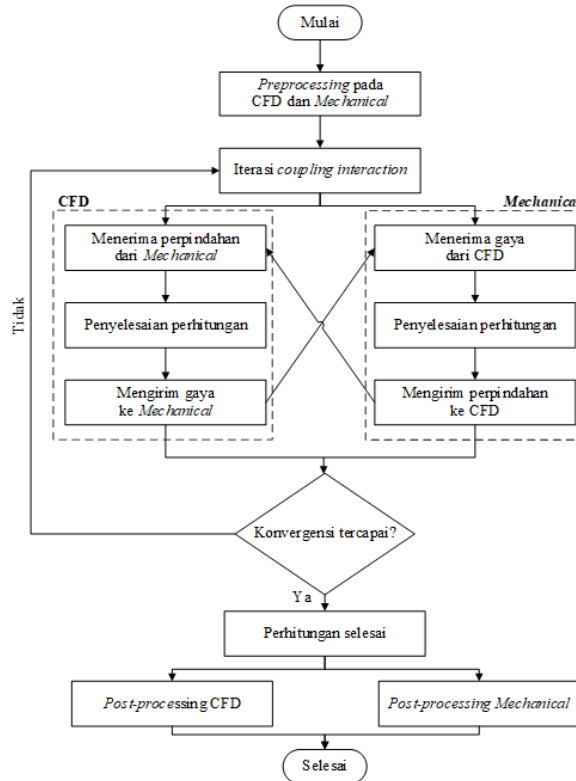 Mulai
Preprocessing pada
CFD dan Mechanical
Iterasi coupling interaction
CFD
Mechanical
Menerima perpindahan
dari Mechanical
Menerima gaya
dari CFD
Penyelesaian perhitungan
Penyelesaian perhitungan
Mengirim gaya
ke Mechanical
Mengirim perpindahan
ke CFD
Tidak
Konvergensi tercapai?
Ya
Perhitungan selesai
Post-processing CFD
Post-processing Mechanical
Selesai